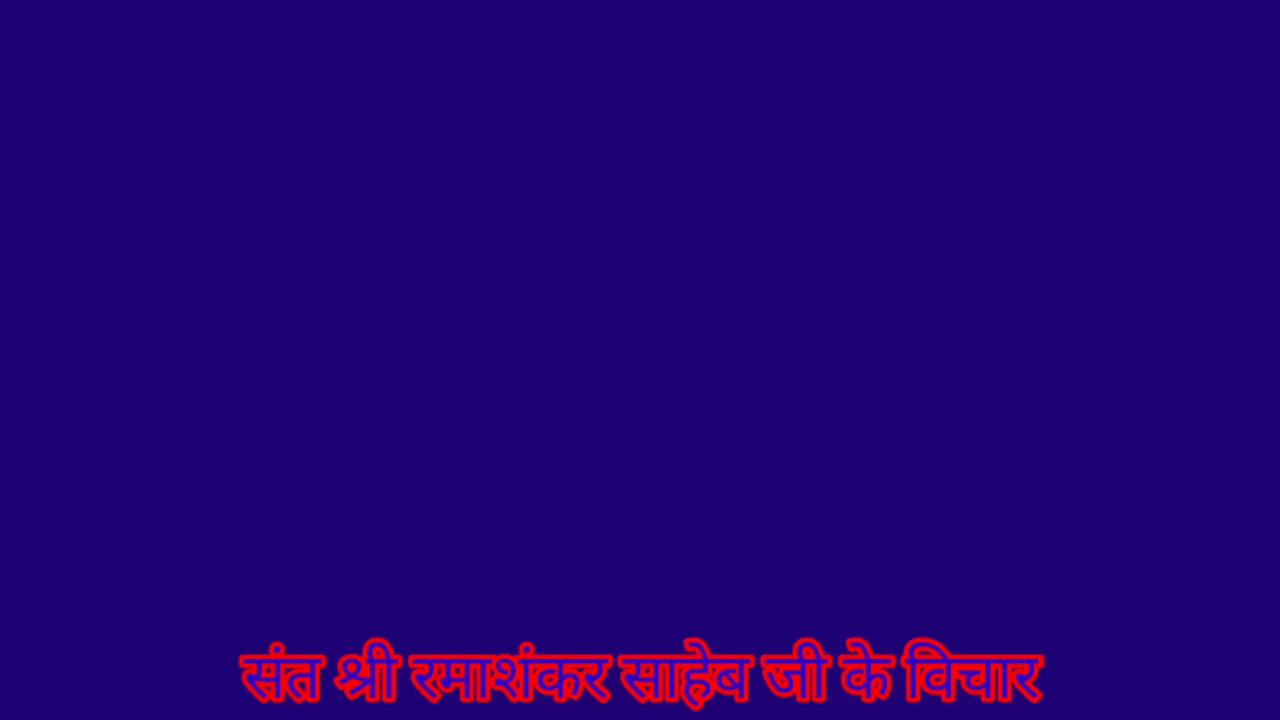 संत श्री रमाशंकर साहेब जी के विचार